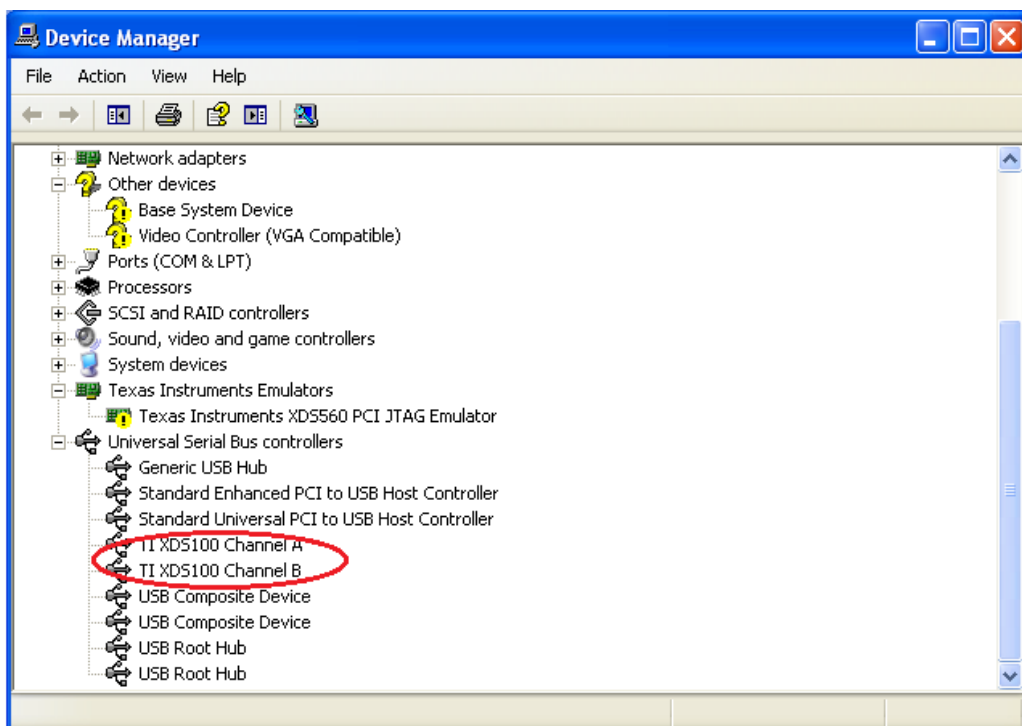 Device Manager
File Action View Help
Network adapters
Other devices
Base System Device
Video Controller (VGA Compatible)
Ports (COM & LPT)
Processors
SCSI and RAID controllers
Sound, video and game controllers
System devices
Texas Instruments Emulators
Texas Instruments XDS560 PCI JTAG Emulator
Universal Serial Bus controllers
Generic USB Hub
Standard Enhanced PCI to USB Host Controller
Standard Universal PCI to USB Host Controller
TI XDS100 Channel A
TI XDS100 Channel B
USB Composite Device
USB Composite Device
USB Root Hub
USB Root Hub